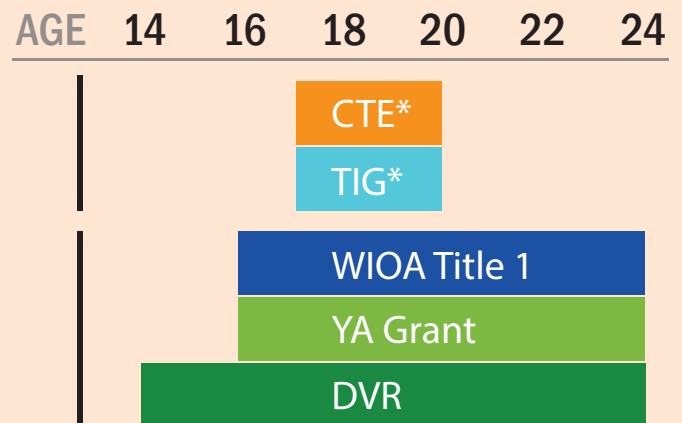 AGE 14 16 18 20 22 24
CTE*
TIG*
WIOA Title 1
YA Grant
DVR